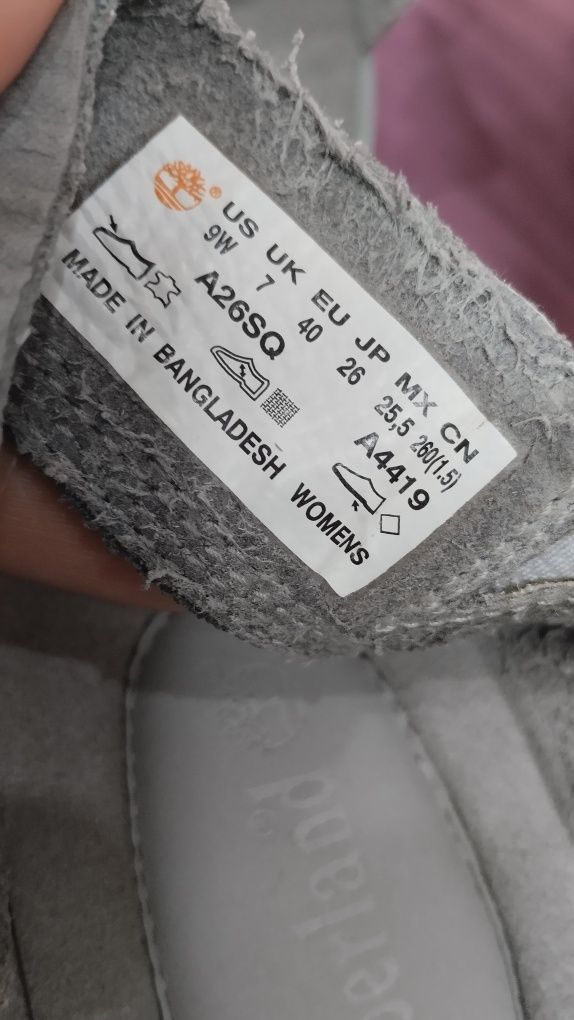 ® US UK EU JP MX CN
9W 7 40 26 25,5 260(1.5)
A26SQ A4419
MADE IN BANGLADESH WOMENS
erland